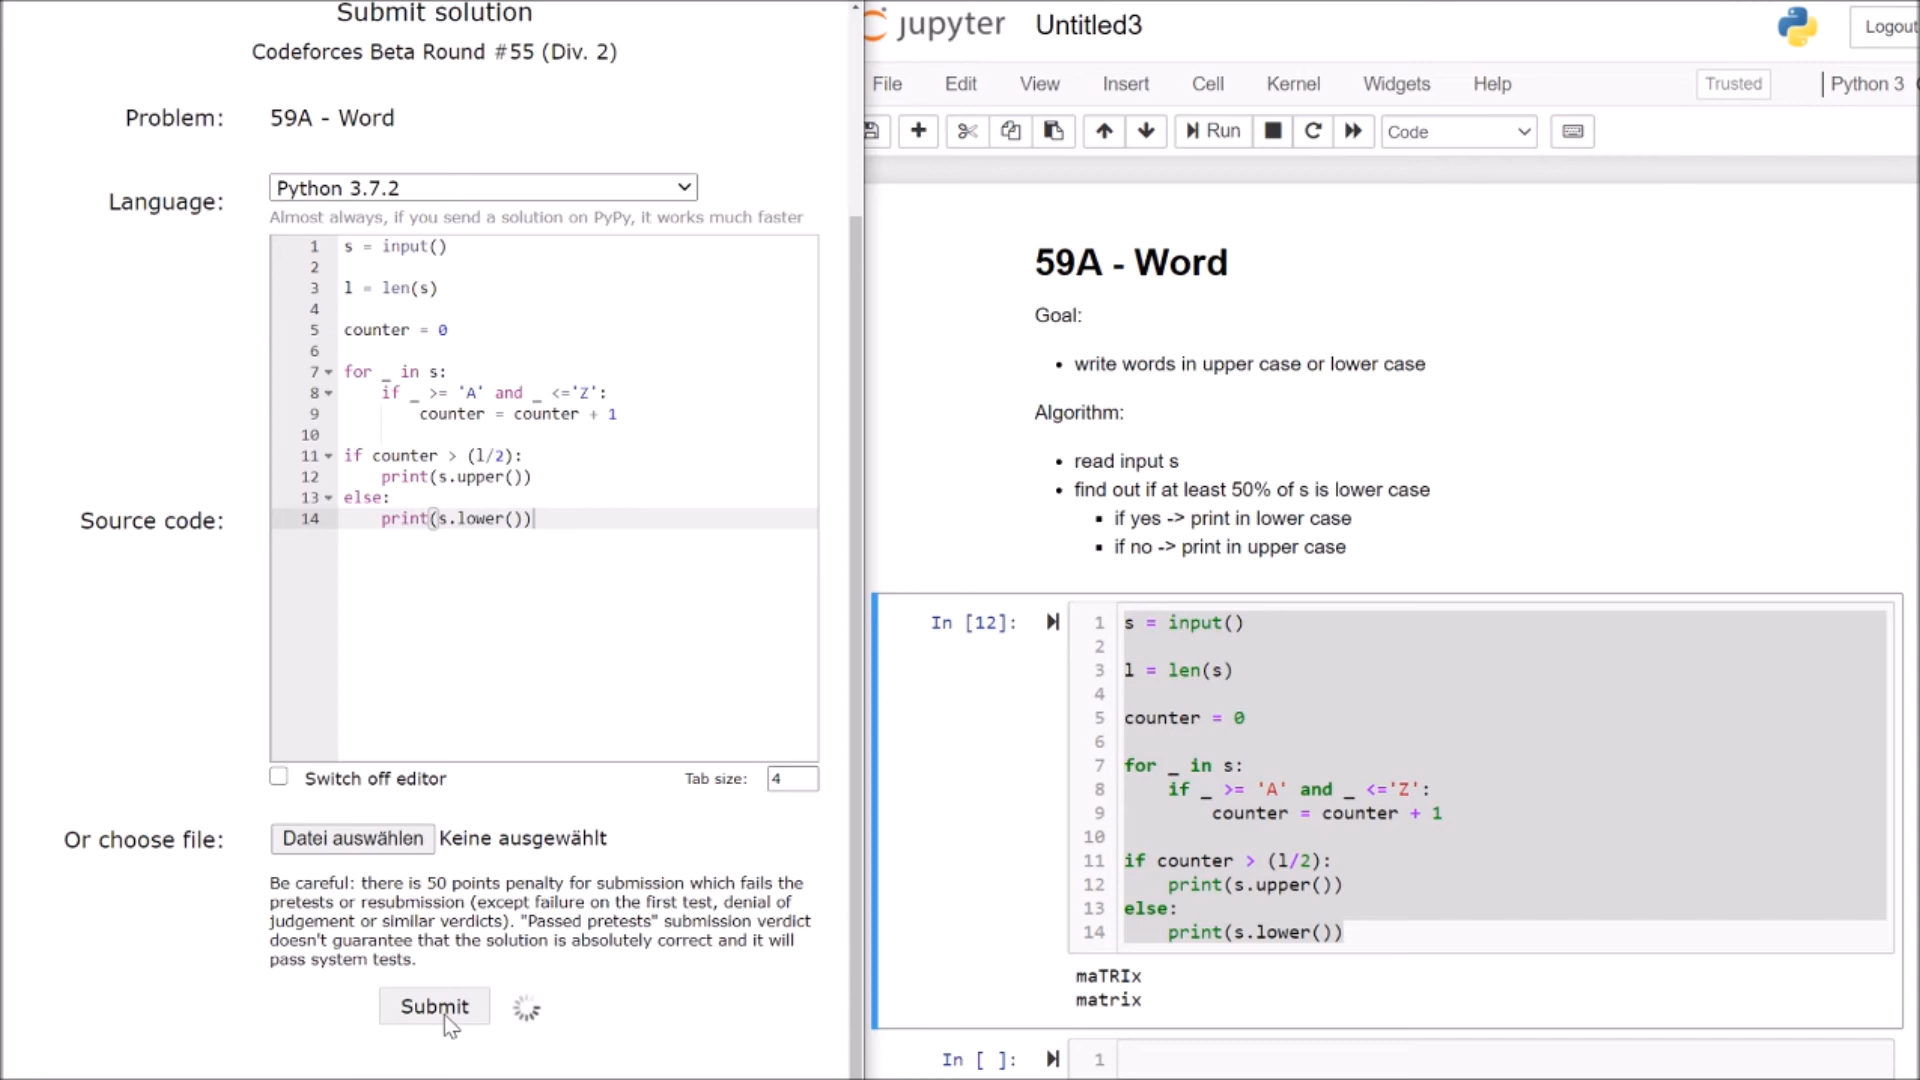 Submit solution
Codeforces Beta Round #55 (Div. 2)
Problem: 59A - Word
Language: Python 3.7.2
Almost always, if you send a solution on PyPy, it works much faster
Source code:
1 s = input()
2
3 l = len(s)
4
5 counter = 0
6
7 for _ in s:
8 if _ >= 'A' and _ <='Z':
9 counter = counter + 1
10
11 if counter > (l/2):
12 print(s.upper())
13 else:
14 print(s.lower())
Switch off editor Tab size: 4
Or choose file: Datei auswählen Keine ausgewählt
Be careful: there is 50 points penalty for submission which fails the
pretests or resubmission (except failure on the first test, denial of
judgement or similar verdicts). "Passed pretests" submission verdict
doesn't guarantee that the solution is absolutely correct and it will
pass system tests.
Submit
jupyter Untitled3
Logout
File Edit View Insert Cell Kernel Widgets Help Trusted Python 3
Run Code
59A - Word
Goal:
• write words in upper case or lower case
Algorithm:
• read input s
• find out if at least 50% of s is lower case
▪ if yes -> print in lower case
▪ if no -> print in upper case
In [12]:
1 s = input()
2
3 l = len(s)
4
5 counter = 0
6
7 for _ in s:
8 if _ >= 'A' and _ <='Z':
9 counter = counter + 1
10
11 if counter > (l/2):
12 print(s.upper())
13 else:
14 print(s.lower())
maTRIx
matrix
In [ ]: 1